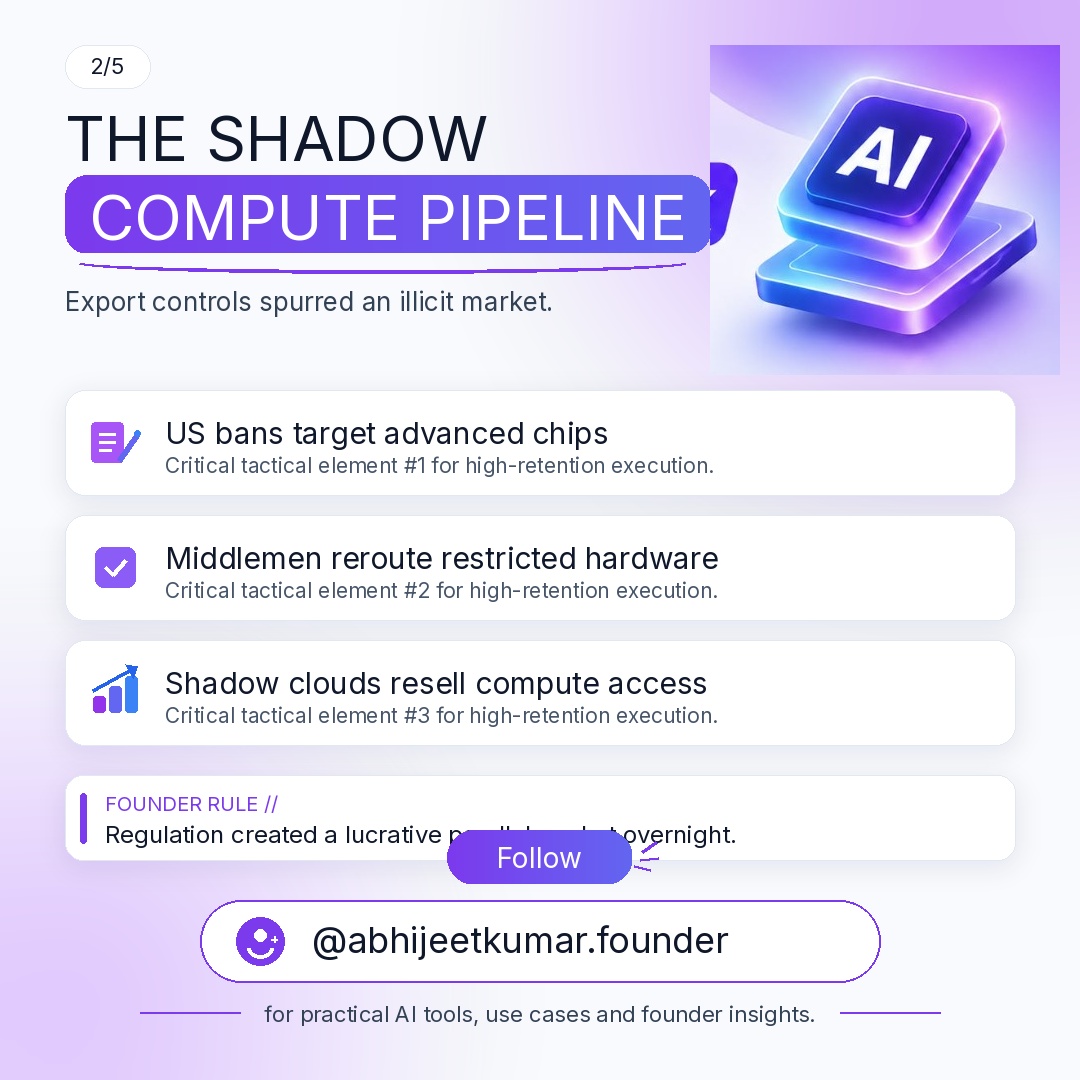 2/5
THE SHADOW
COMPUTE PIPELINE
AI
Export controls spurred an illicit market.
US bans target advanced chips
Critical tactical element #1 for high-retention execution.
Middlemen reroute restricted hardware
Critical tactical element #2 for high-retention execution.
Shadow clouds resell compute access
Critical tactical element #3 for high-retention execution.
FOUNDER RULE //
Regulation created a lucrative overnight.
Follow
@abhijeetkumar.founder
for practical AI tools, use cases and founder insights.